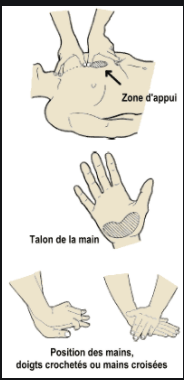 Zone d'appui
Talon de la main
Position des mains,
doigts crochetés ou mains croisées